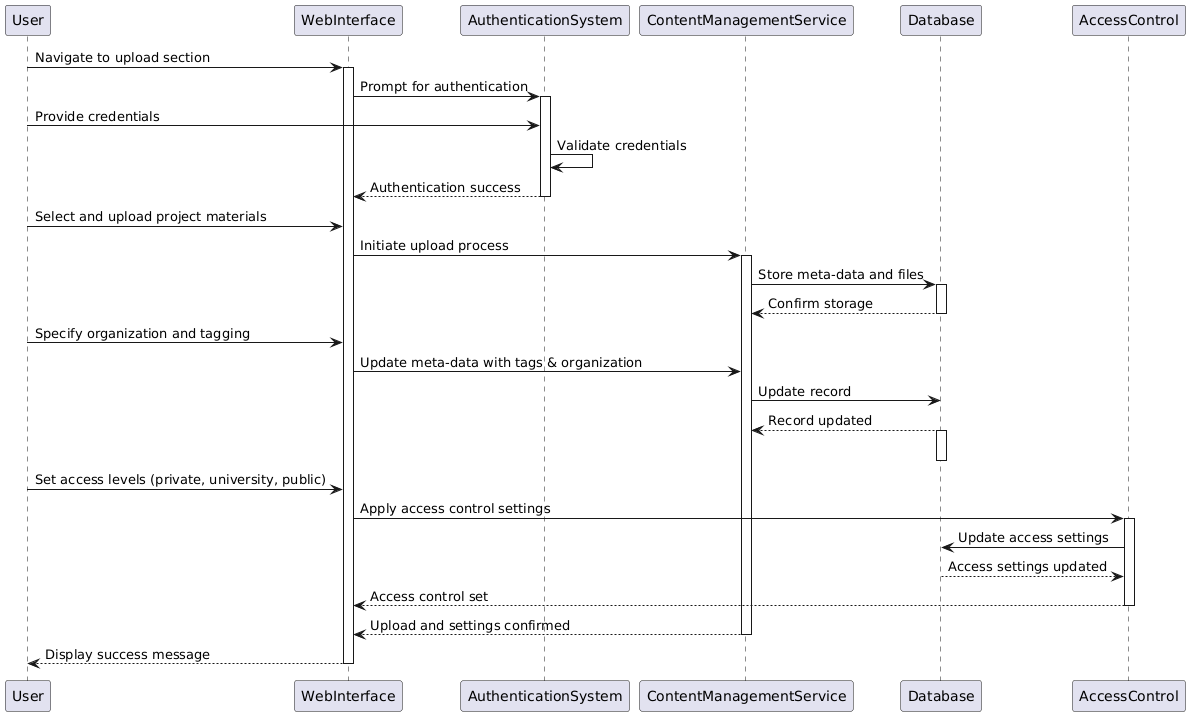 User
WebInterface
AuthenticationSystem
ContentManagementService
Database
AccessControl
Navigate to upload section
Prompt for authentication
Provide credentials
Validate credentials
Authentication success
Select and upload project materials
Initiate upload process
Store meta-data and files
Confirm storage
Specify organization and tagging
Update meta-data with tags & organization
Update record
Record updated
Set access levels (private, university, public)
Apply access control settings
Update access settings
Access settings updated
Access control set
Upload and settings confirmed
Display success message
User
WebInterface
AuthenticationSystem
ContentManagementService
Database
AccessControl